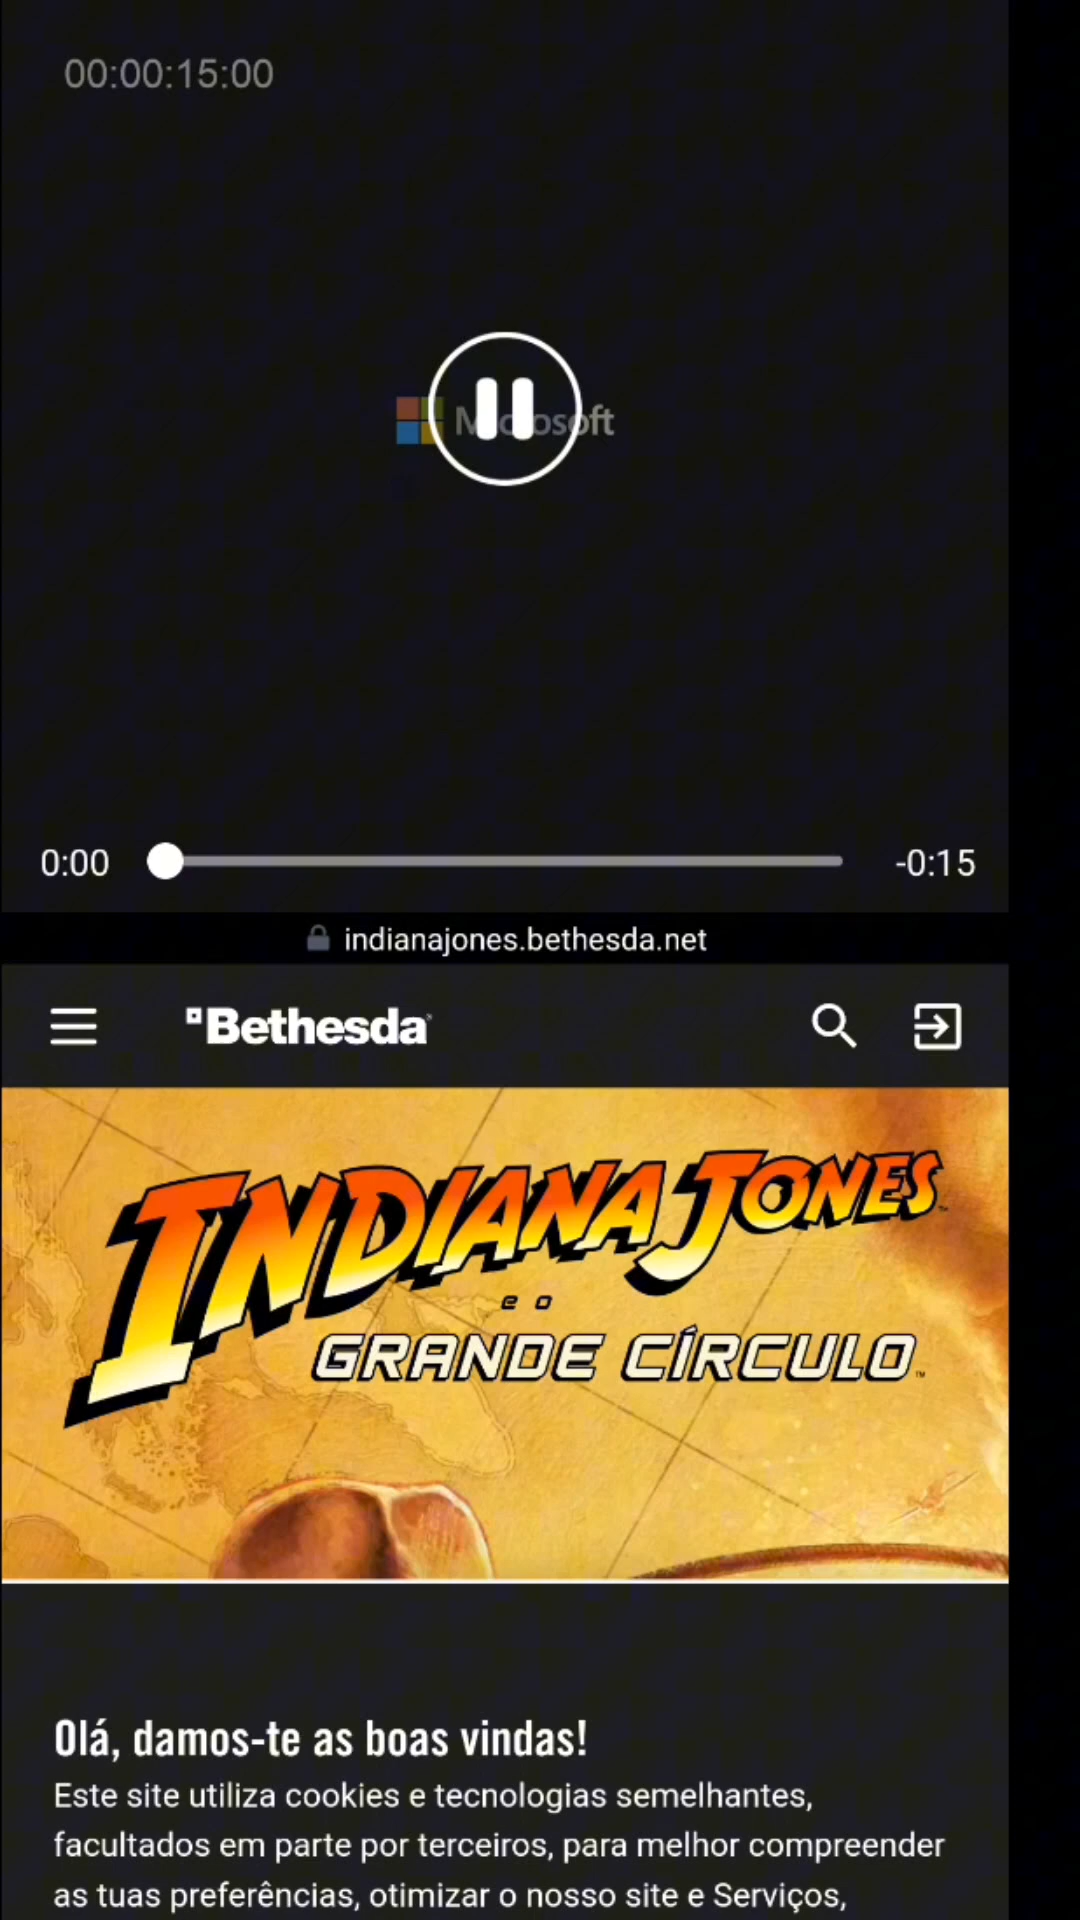 00:00:15:00
Microsoft
0:00
-0:15
indianajones.bethesda.net
Bethesda
INDIANA JONES
e o
GRANDE CÍRCULO™
Olá, damos-te as boas vindas!
Este site utiliza cookies e tecnologias semelhantes,
facultados em parte por terceiros, para melhor compreender
as tuas preferências, otimizar o nosso site e Serviços,